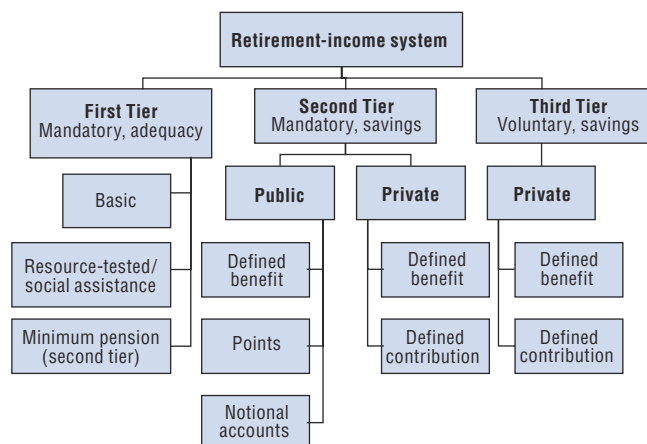 Retirement-income system
First Tier
Mandatory, adequacy
Second Tier
Mandatory, savings
Third Tier
Voluntary, savings
Basic
Resource-tested/
social assistance
Minimum pension
(second tier)
Public
Defined
benefit
Points
Notional
accounts
Private
Defined
benefit
Defined
contribution
Private
Defined
benefit
Defined
contribution